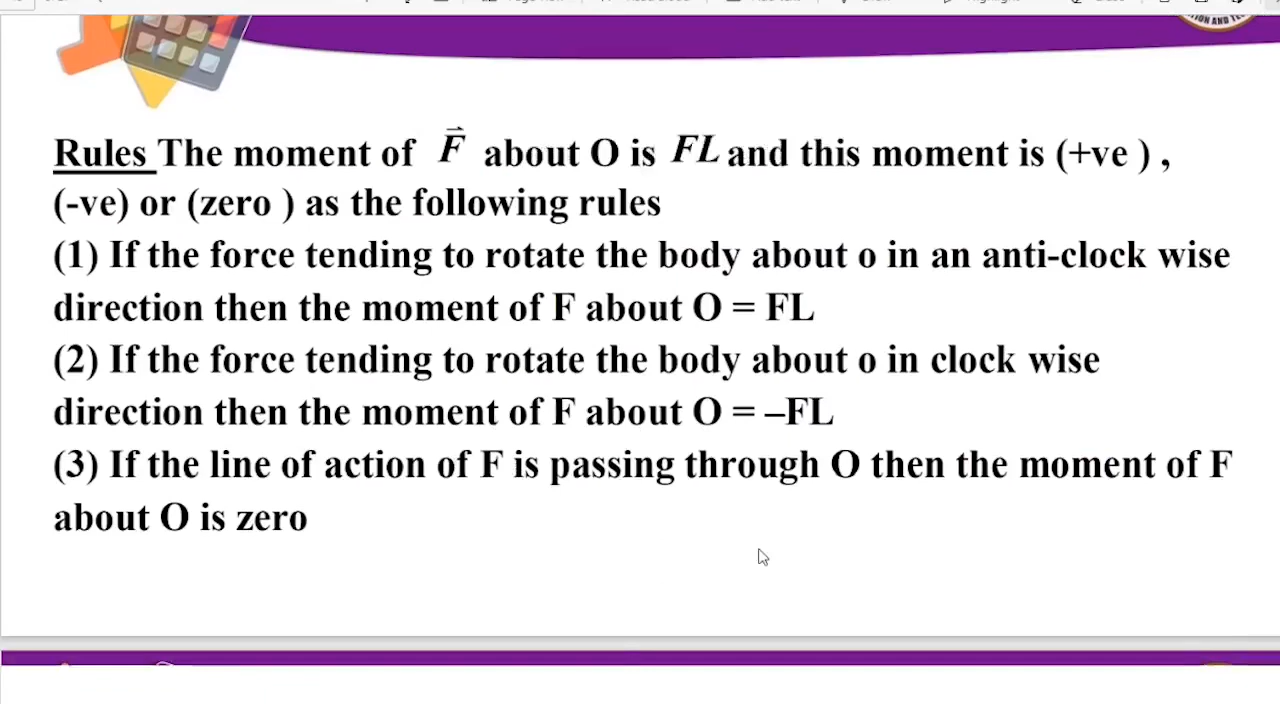 Rules The moment of F⃗ about O is FL and this moment is (+ve ) ,
(-ve) or (zero ) as the following rules
(1) If the force tending to rotate the body about o in an anti-clock wise
direction then the moment of F about O = FL
(2) If the force tending to rotate the body about o in clock wise
direction then the moment of F about O = –FL
(3) If the line of action of F is passing through O then the moment of F
about O is zero